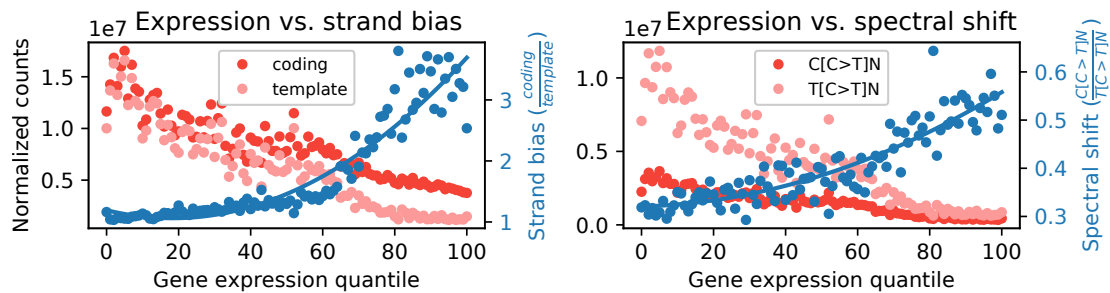 Expression vs. strand bias
1e7
Normalized counts
1.5
1.0
0.5
coding
template
3
2
1
Strand bias (coding/template)
0 20 40 60 80 100
Gene expression quantile
Expression vs. spectral shift
1e7
1.0
0.5
0.0
C[C>T]N
T[C>T]N
0.6
0.5
0.4
0.3
Spectral shift (C[C>T]N/T[C>T]N)
0 20 40 60 80 100
Gene expression quantile